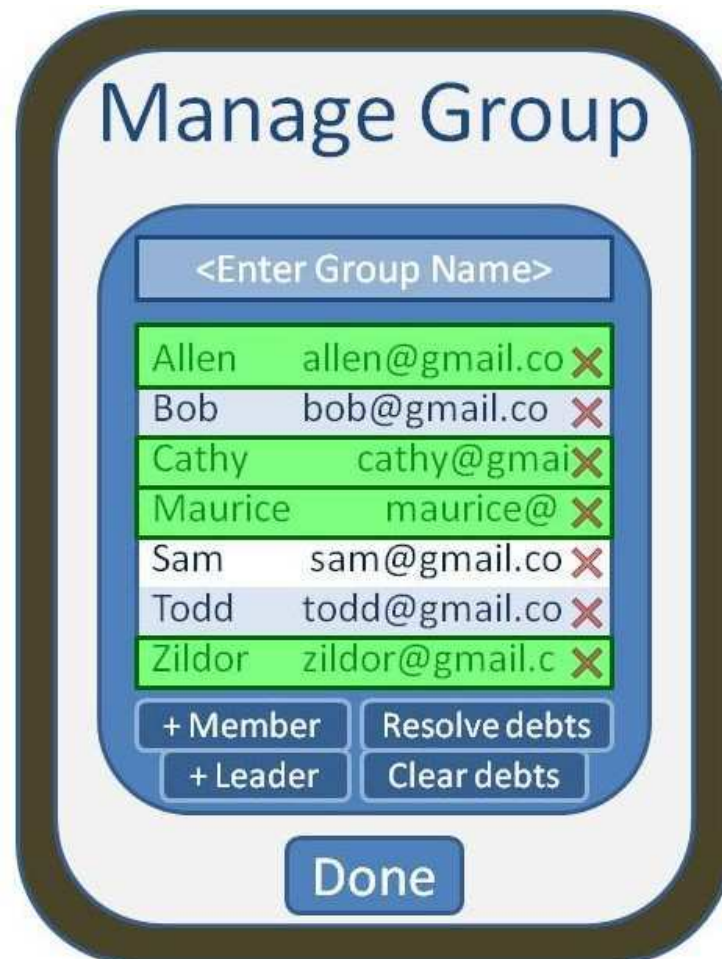 Manage Group
<Enter Group Name>
Allen allen@gmail.co
Bob bob@gmail.co
Cathy cathy@gmai
Maurice maurice@
Sam sam@gmail.co
Todd todd@gmail.co
Zildor zildor@gmail.c
+ Member Resolve debts
+ Leader Clear debts
Done